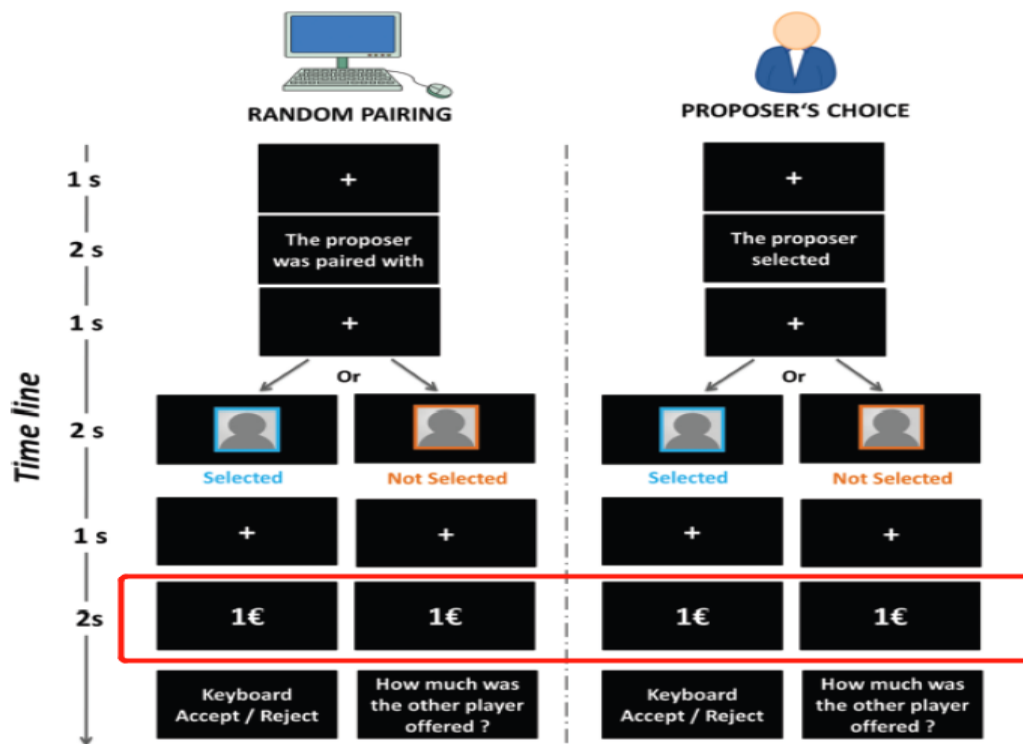 RANDOM PAIRING
PROPOSER'S CHOICE
Time line
1 s
+
+
2 s
The proposer
was paired with
The proposer
selected
1 s
+
+
Or
Or
2 s
Selected
Not Selected
Selected
Not Selected
1 s
+
+
+
+
2s
1€
1€
1€
1€
Keyboard
Accept / Reject
How much was
the other player
offered ?
Keyboard
Accept / Reject
How much was
the other player
offered ?